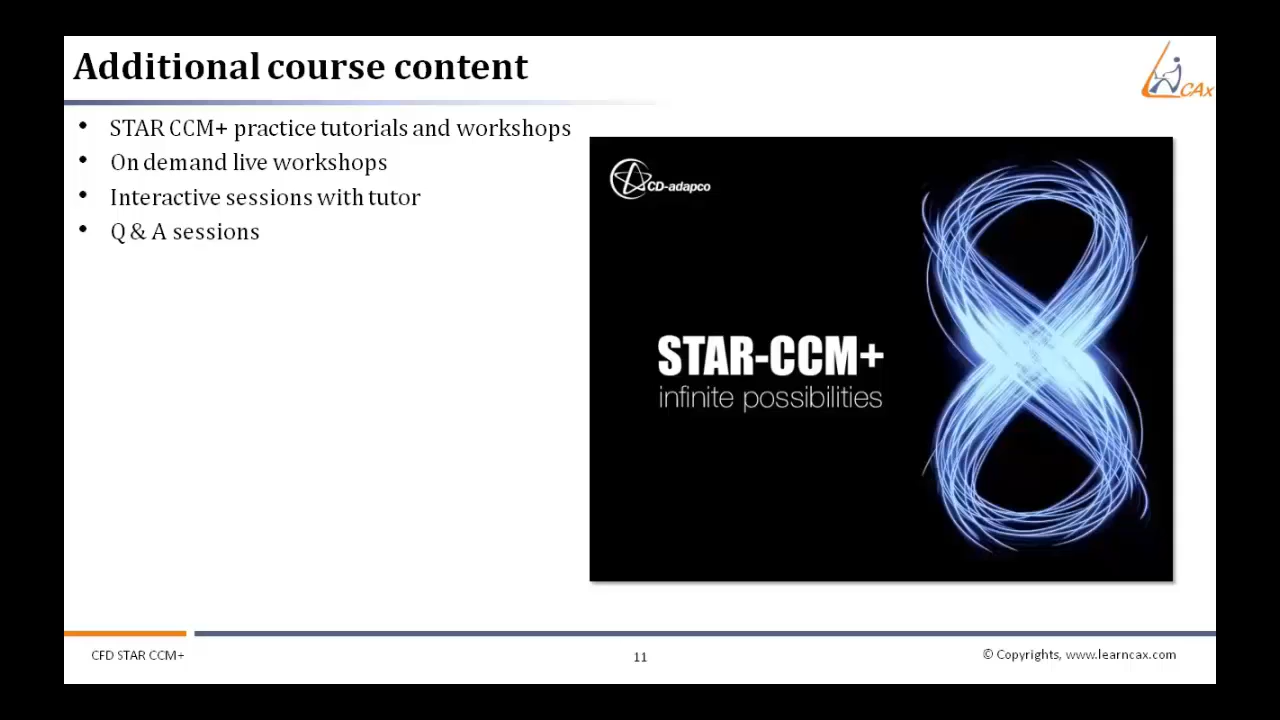 Additional course content
CAx
• STAR CCM+ practice tutorials and workshops
• On demand live workshops
• Interactive sessions with tutor
• Q & A sessions
CD-adapco
STAR-CCM+
infinite possibilities
CFD STAR CCM+
11
© Copyrights, www.learncax.com